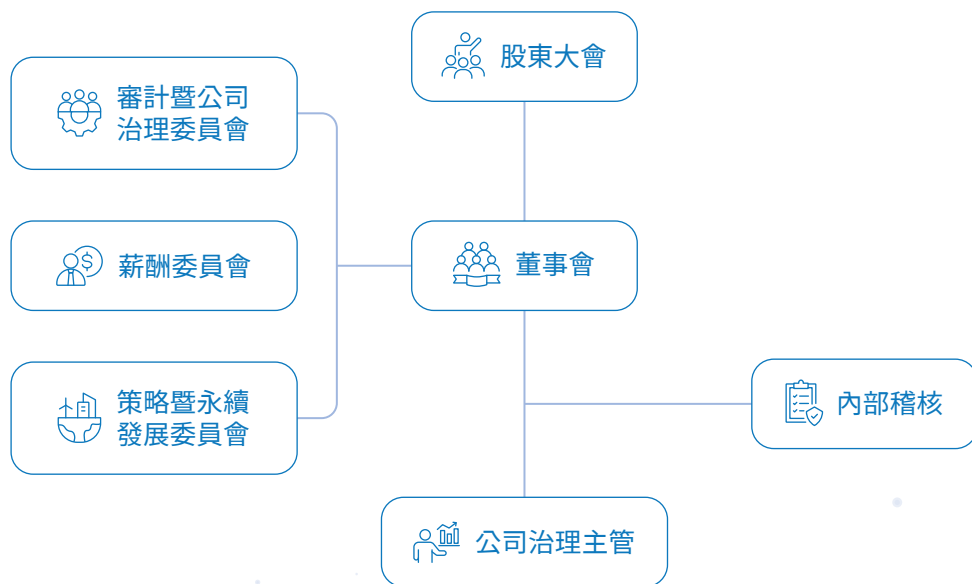 股東大會
審計暨公司
治理委員會
薪酬委員會
董事會
策略暨永續
發展委員會
內部稽核
公司治理主管